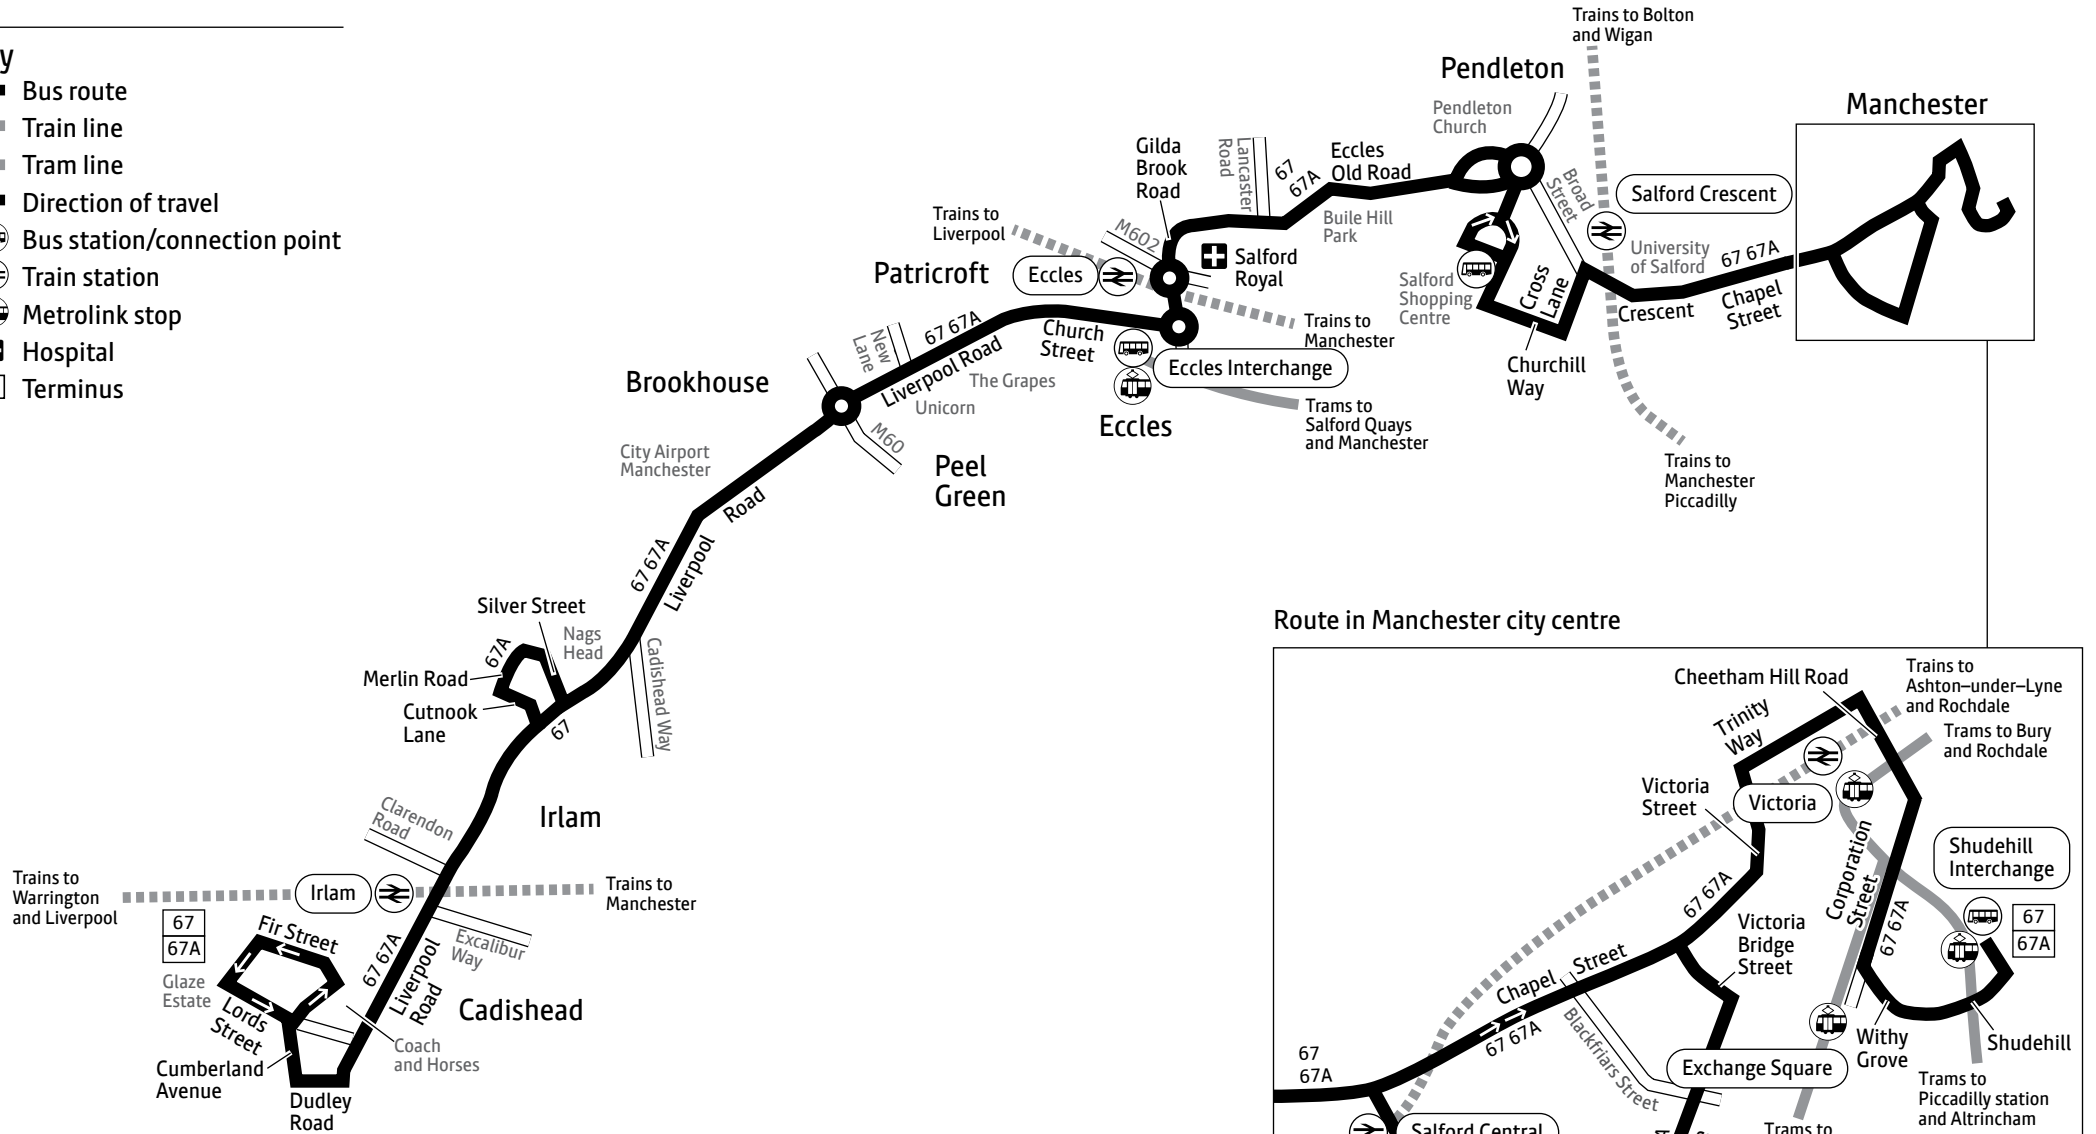 y
Bus route
Train line
Tram line
Direction of travel
Bus station/connection point
Train station
Metrolink stop
Hospital
Terminus
Trains to Bolton
and Wigan
Pendleton
Pendleton
Church
Manchester
Gilda
Brook
Road
Lancaster
Road
67
67A
Eccles
Old Road
Broad
Street
Salford Crescent
Trains to
Liverpool
M602
Buile Hill
Park
University
of Salford
67 67A
Patricroft
Eccles
Salford
Royal
Salford
Shopping
Centre
Cross
Lane
Crescent
Chapel
Street
New
Lane
67 67A
Liverpool Road
Church
Street
Trains to
Manchester
Eccles Interchange
Churchill
Way
Brookhouse
The Grapes
Unicorn
Trams to
Salford Quays
and Manchester
Eccles
M60
City Airport
Manchester
Peel
Green
Trains to
Manchester
Piccadilly
Road
67 67A
Liverpool
Silver Street
Nags
Head
67A
Merlin Road
Cutnook
Lane
67
Cadishead Way
Clarendon
Road
Irlam
Trains to
Warrington
and Liverpool
Irlam
Trains to
Manchester
67
67A
Fir Street
67 67A
Liverpool
Road
Excalibur
Way
Glaze
Estate
Lords
Street
Cadishead
Coach
and Horses
Cumberland
Avenue
Dudley
Road
Route in Manchester city centre
Cheetham Hill Road
Trains to
Ashton–under–Lyne
and Rochdale
Trinity
Way
Trams to Bury
and Rochdale
Victoria
Street
Victoria
Corporation
Street
Shudehill
Interchange
67 67A
67 67A
67
67A
Victoria
Bridge
Street
Chapel Street
67 67A
Blackfriars Street
Withy
Grove
Shudehill
Exchange Square
67
67A
Trams to
Piccadilly station
and Altrincham
Salford Central
Trams to